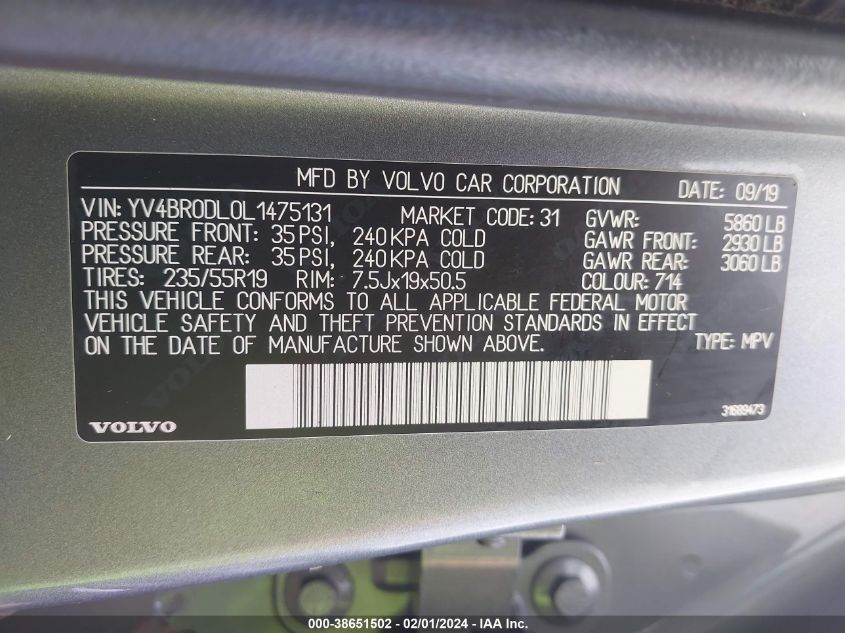 MFD BY VOLVO CAR CORPORATION DATE: 09/19
VIN: YV4BR0DL0L1475131 MARKET CODE: 31 GVWR: 5860 LB
PRESSURE FRONT: 35 PSI, 240 KPA COLD GAWR FRONT: 2930 LB
PRESSURE REAR: 35 PSI, 240 KPA COLD GAWR REAR: 3060 LB
TIRES: 235/55R19 RIM: 7.5Jx19x50.5 COLOUR: 714
THIS VEHICLE CONFORMS TO ALL APPLICABLE FEDERAL MOTOR
VEHICLE SAFETY AND THEFT PREVENTION STANDARDS IN EFFECT
ON THE DATE OF MANUFACTURE SHOWN ABOVE. TYPE: MPV
31689473
VOLVO
000-38651502 - 02/01/2024 - IAA Inc.